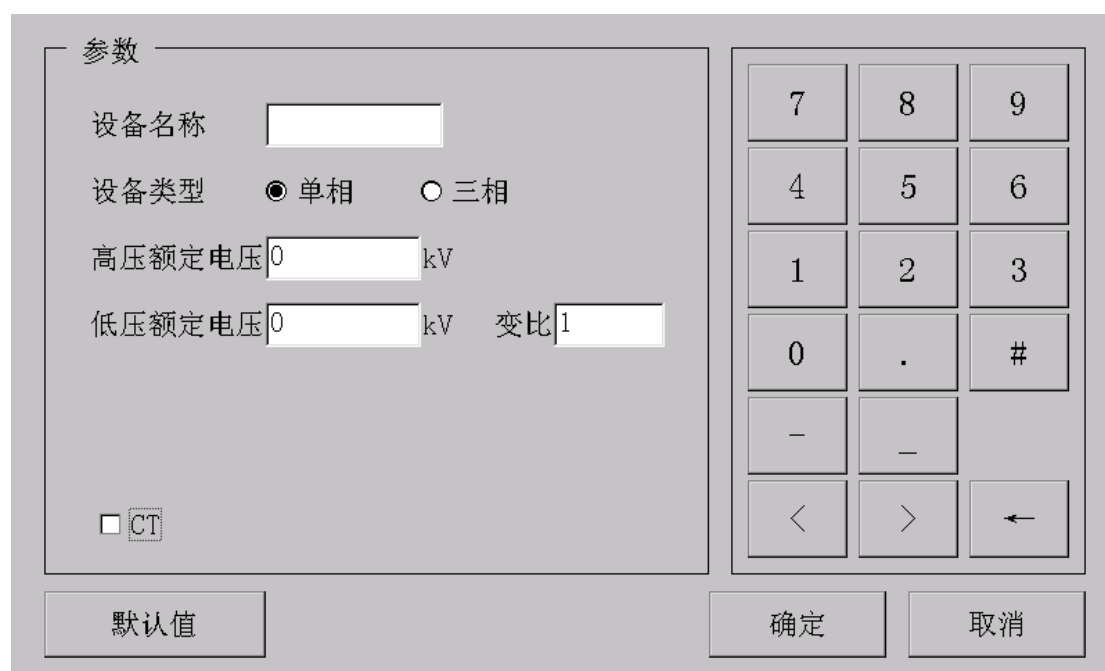 参数
设备名称
设备类型 单相 三相
高压额定电压 0 kV
低压额定电压 0 kV 变比 1
CT
7 8 9
4 5 6
1 2 3
0 . #
- _
< > ←
默认值 确定 取消